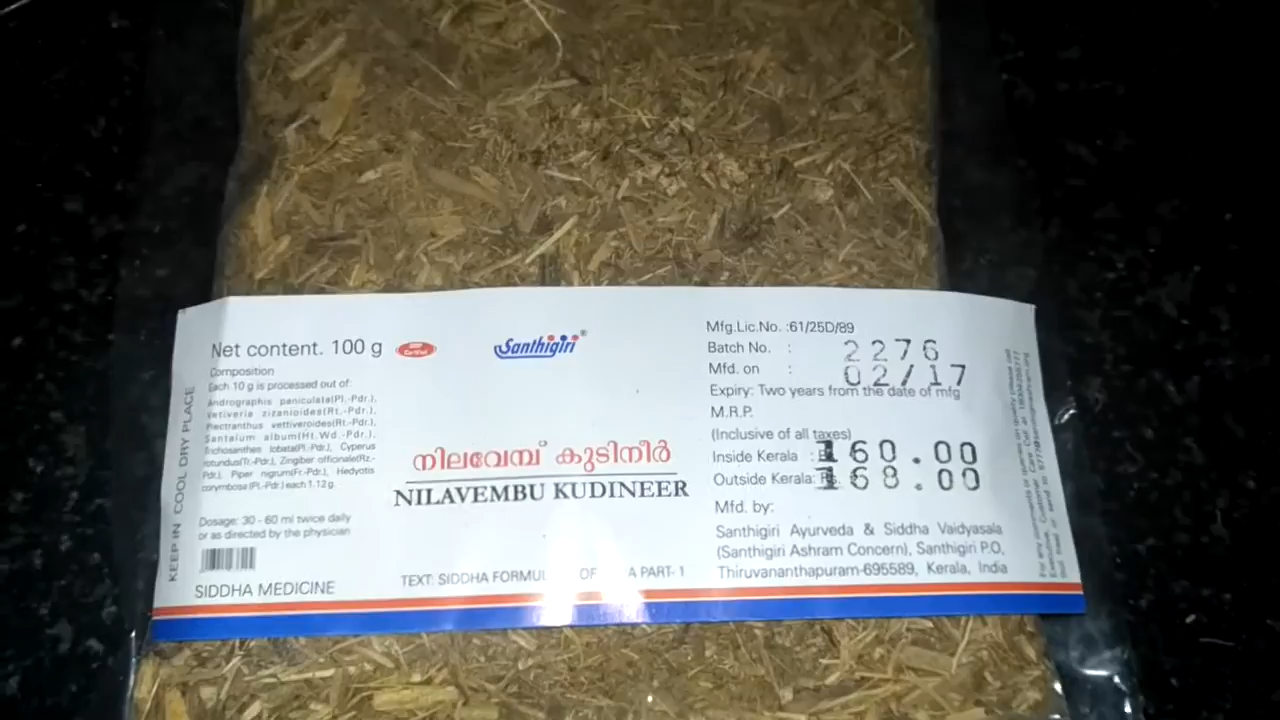 Net content. 100 g
Santhigiri
Composition
Each 10 g is processed out of:
Andrographis paniculata(Pl.-Pdr.),
Vetiveria zizanioides(Rt.-Pdr.),
Plectranthus vettiveroides(Rt.-Pdr.),
Santalum album(Ht.Wd.-Pdr.),
Trichosanthes lobata(Pl.-Pdr.), Cyperus
rotundus(Tr.-Pdr.), Zingiber officinale(Rz.-
Pdr.), Piper nigrum(Fr.-Pdr.), Hedyotis
corymbosa (Pl.-Pdr.) each 1.12 g.
Dosage: 30 - 60 ml twice daily
or as directed by the physician
SIDDHA MEDICINE
KEEP IN COOL DRY PLACE
നിലവേമ്പ് കുടിനീർ
NILAVEMBU KUDINEER
TEXT: SIDDHA OF A PART- 1
Mfg.Lic.No. :61/25D/89
Batch No. : 2276
Mfd. on : 02/17
Expiry: Two years from the date of mfg
M.R.P.
(Inclusive of all taxes)
Inside Kerala : 160.00
Outside Kerala: Rs. 168.00
Mfd. by:
Santhigiri Ayurveda & Siddha Vaidyasala
(Santhigiri Ashram Concern), Santhigiri P.O,
Thiruvananthapuram-695589, Kerala, India